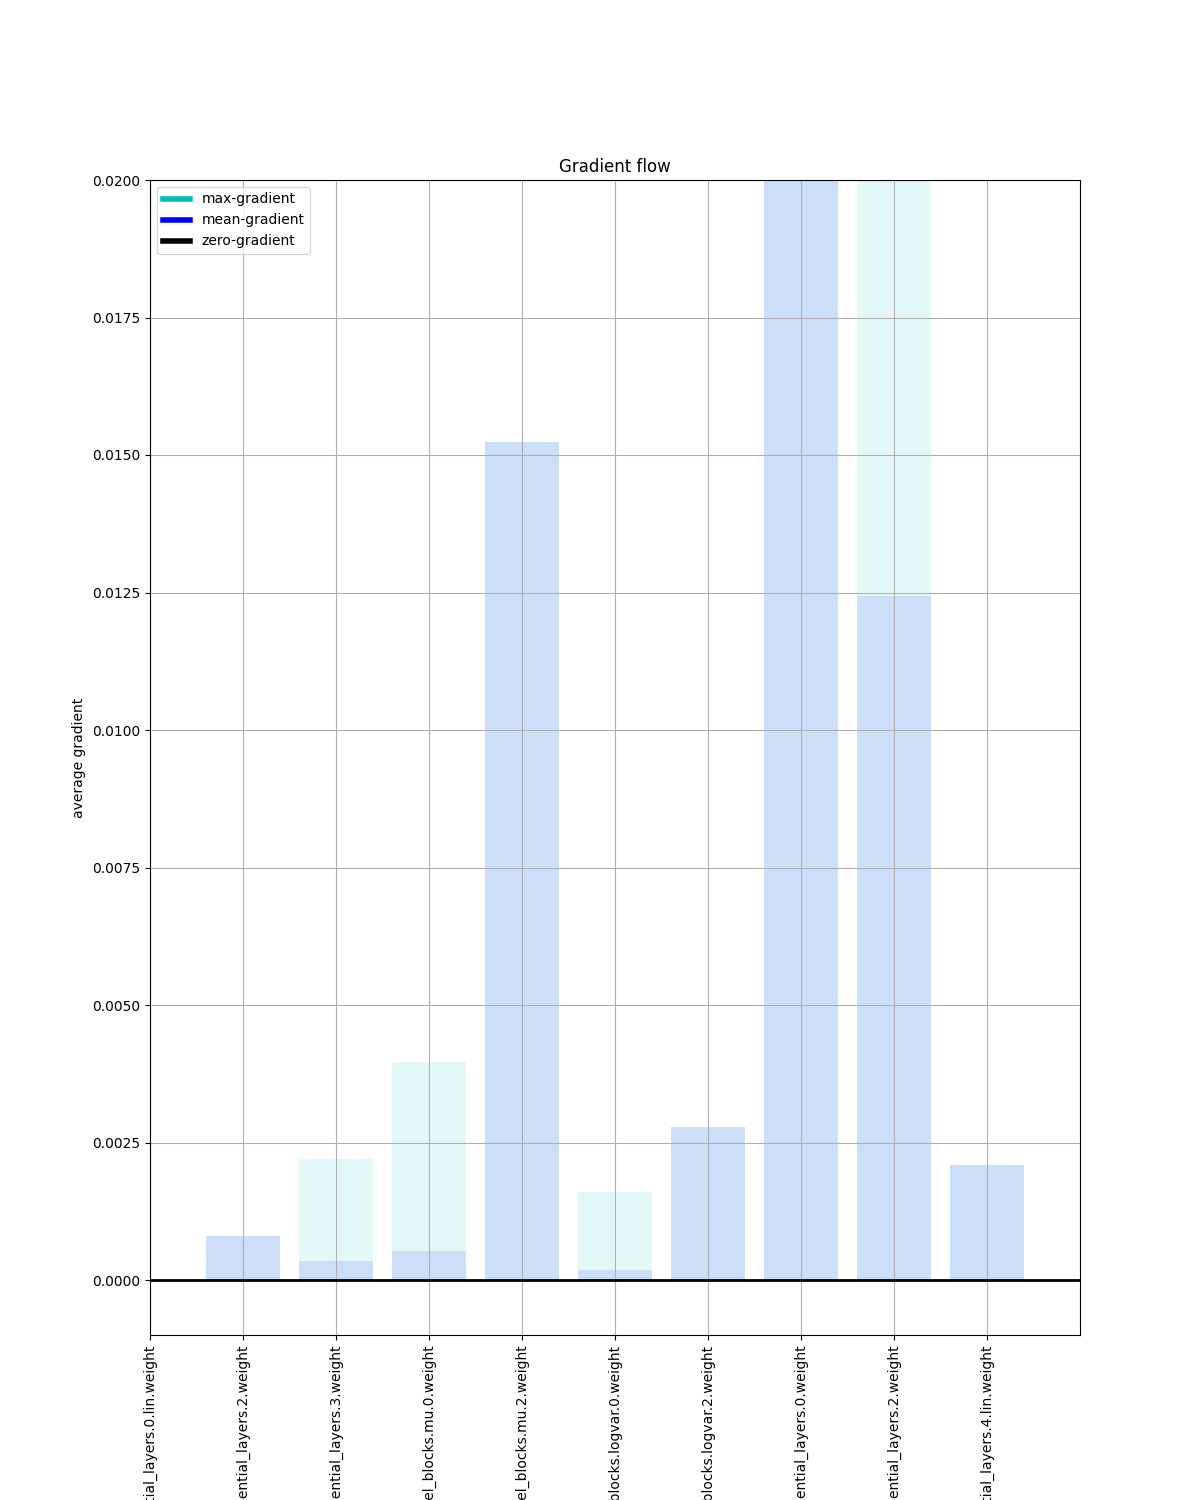 Gradient flow
max-gradient
mean-gradient
zero-gradient
average gradient
0.0200
0.0175
0.0150
0.0125
0.0100
0.0075
0.0050
0.0025
0.0000
tial_layers.0.lin.weight
ential_layers.2.weight
ential_layers.3.weight
el_blocks.mu.0.weight
el_blocks.mu.2.weight
blocks.logvar.0.weight
blocks.logvar.2.weight
ential_layers.0.weight
ential_layers.2.weight
tial_layers.4.lin.weight